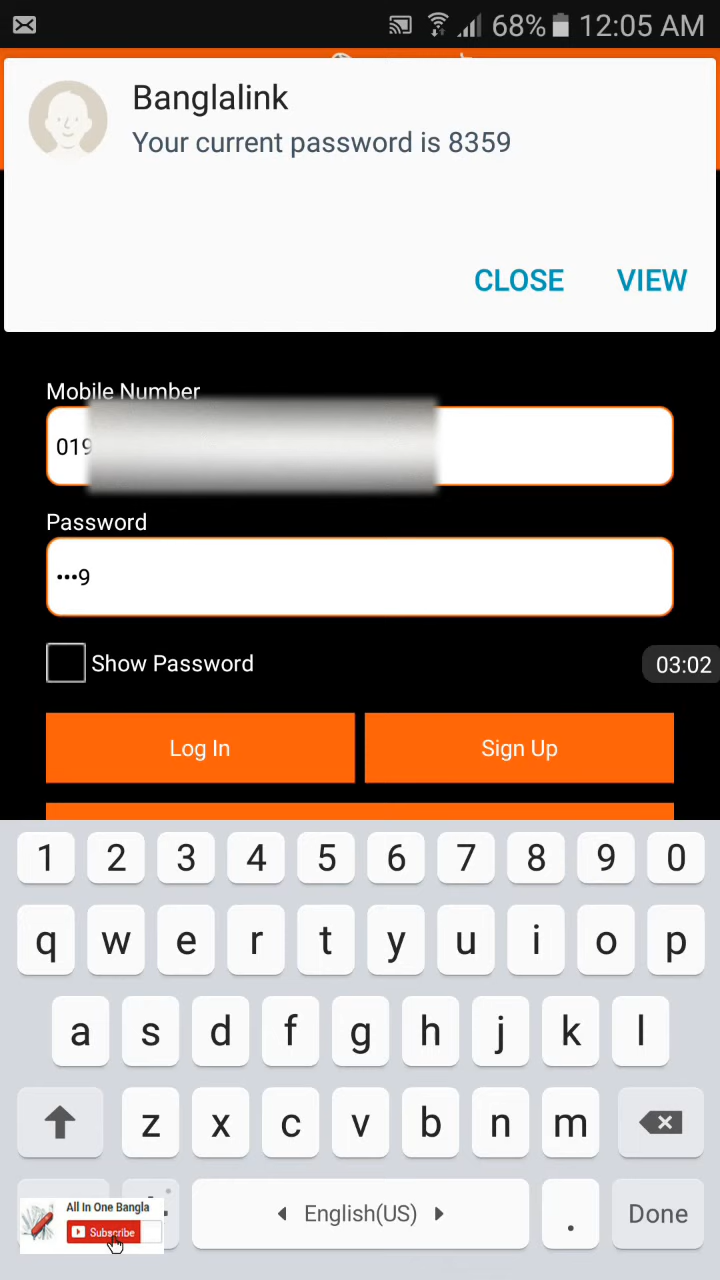 68% 12:05 AM
Banglalink
Your current password is 8359
CLOSE VIEW
Mobile Number
019
Password
•••9
Show Password
03:02
Log In Sign Up
1 2 3 4 5 6 7 8 9 0
q w e r t y u i o p
a s d f g h j k l
z x c v b n m
English(US) . Done
All In One Bangla
Subscribe